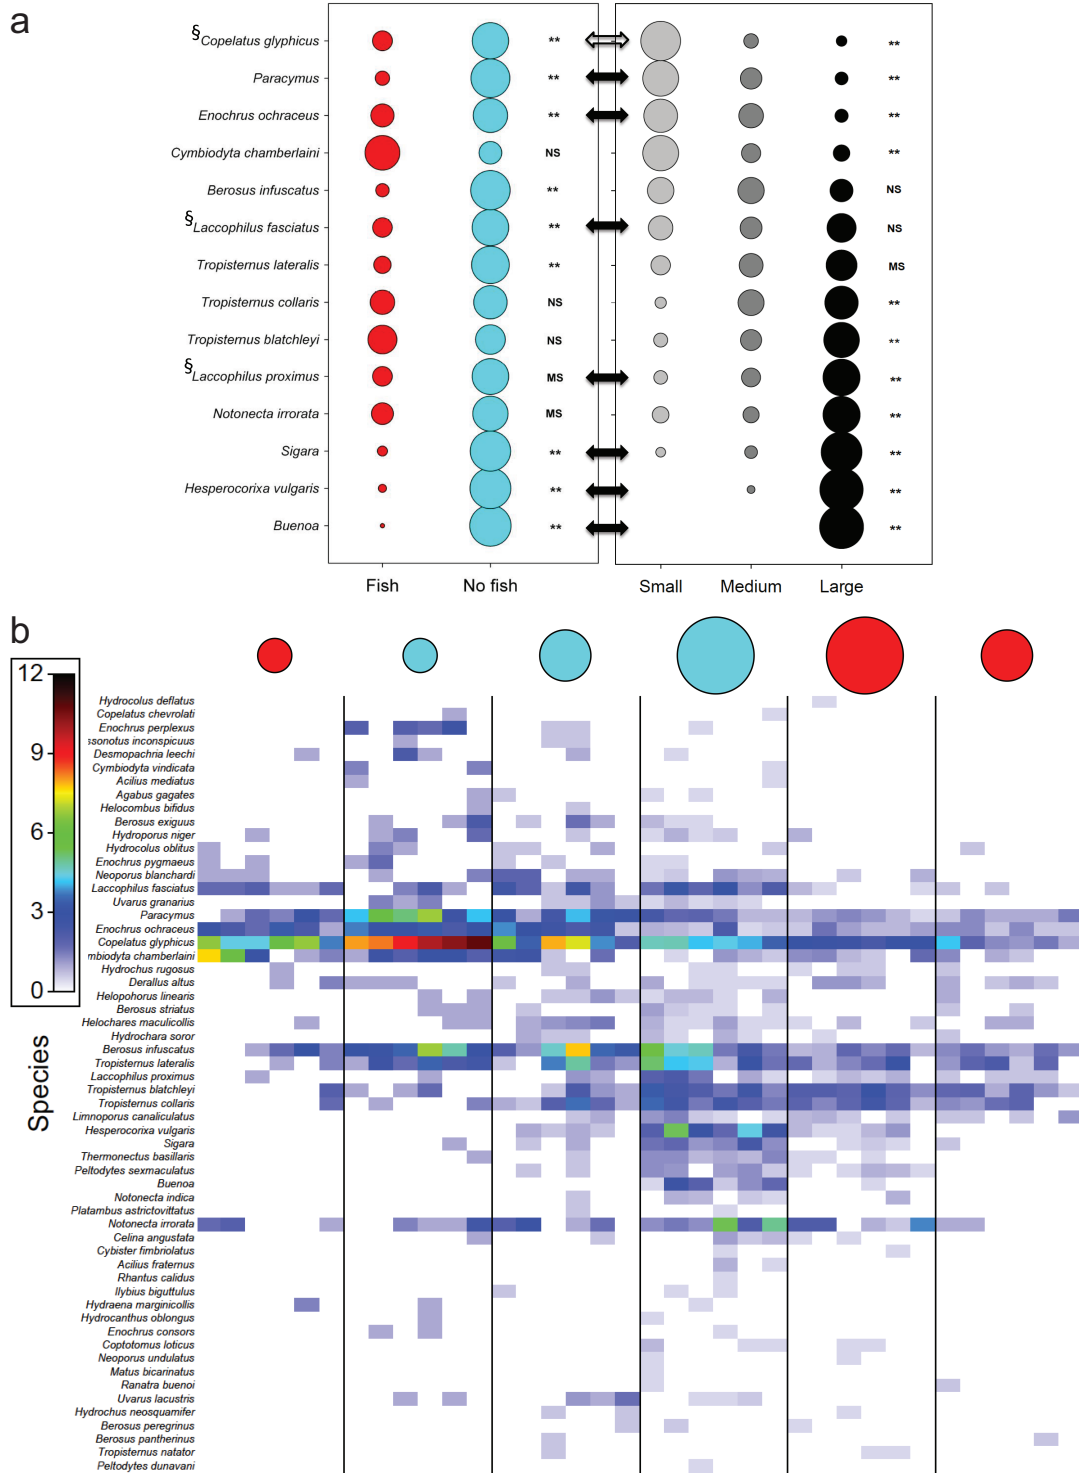 a
§Copelatus glyphicus ** **
Paracymus ** **
Enochrus ochraceus ** **
Cymbiodyta chamberlaini NS **
Berosus infuscatus ** NS
§Laccophilus fasciatus ** NS
Tropisternus lateralis ** MS
Tropisternus collaris NS **
Tropisternus blatchleyi NS **
§Laccophilus proximus MS **
Notonecta irrorata MS **
Sigara ** **
Hesperocorixa vulgaris ** **
Buenoa ** **
Fish No fish Small Medium Large
b
12
9
6
3
0
Species
Hydrocolus deflatus
Copelatus chevrolati
Enochrus perplexus
ssonotus inconspicuus
Desmopachria leechi
Cymbiodyta vindicata
Acilius mediatus
Agabus gagates
Helocombus bifidus
Berosus exiguus
Hydroporus niger
Hydrocolus oblitus
Enochrus pygmaeus
Neoporus blanchardi
Laccophilus fasciatus
Uvarus granarius
Paracymus
Enochrus ochraceus
Copelatus glyphicus
mbiodyta chamberlaini
Hydrochus rugosus
Derallus altus
Helopohorus linearis
Berosus striatus
Helochares maculicollis
Hydrochara soror
Berosus infuscatus
Tropisternus lateralis
Laccophilus proximus
Tropisternus blatchleyi
Tropisternus collaris
Limnoporus canaliculatus
Hesperocorixa vulgaris
Sigara
Thermonectus basillaris
Peltodytes sexmaculatus
Buenoa
Notonecta indica
Platambus astrictovittatus
Notonecta irrorata
Celina angustata
Cybister fimbriolatus
Acilius fraternus
Rhantus calidus
Ilybius biguttulus
Hydraena marginicollis
Hydrocanthus oblongus
Enochrus consors
Coptotomus loticus
Neoporus undulatus
Matus bicarinatus
Ranatra buenoi
Uvarus lacustris
Hydrochus neosquamifer
Berosus peregrinus
Berosus pantherinus
Tropisternus natator
Peltodytes dunavani